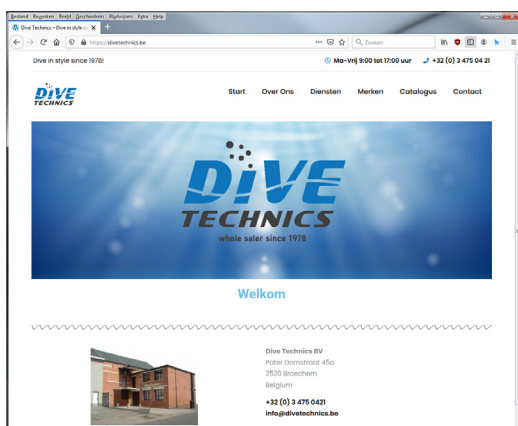 Bestand Bewerken Beeld Geschiedenis Bladwijzers Extra Help
Dive Technics – Dive in style si
https://divetechnics.be
Zoeken
Dive in style since 1978!
Ma-Vrij 9:00 tot 17:00 uur
+32 (0) 3 475 04 21
DiVE
TECHNICS
Start Over Ons Diensten Merken Catalogus Contact
DiVE
TECHNICS
whole saler since 1978
Welkom
Dive Technics BV
Pater Domstraat 45a
2520 Broechem
Belgium
+32 (0) 3 475 0421
info@divetechnics.be